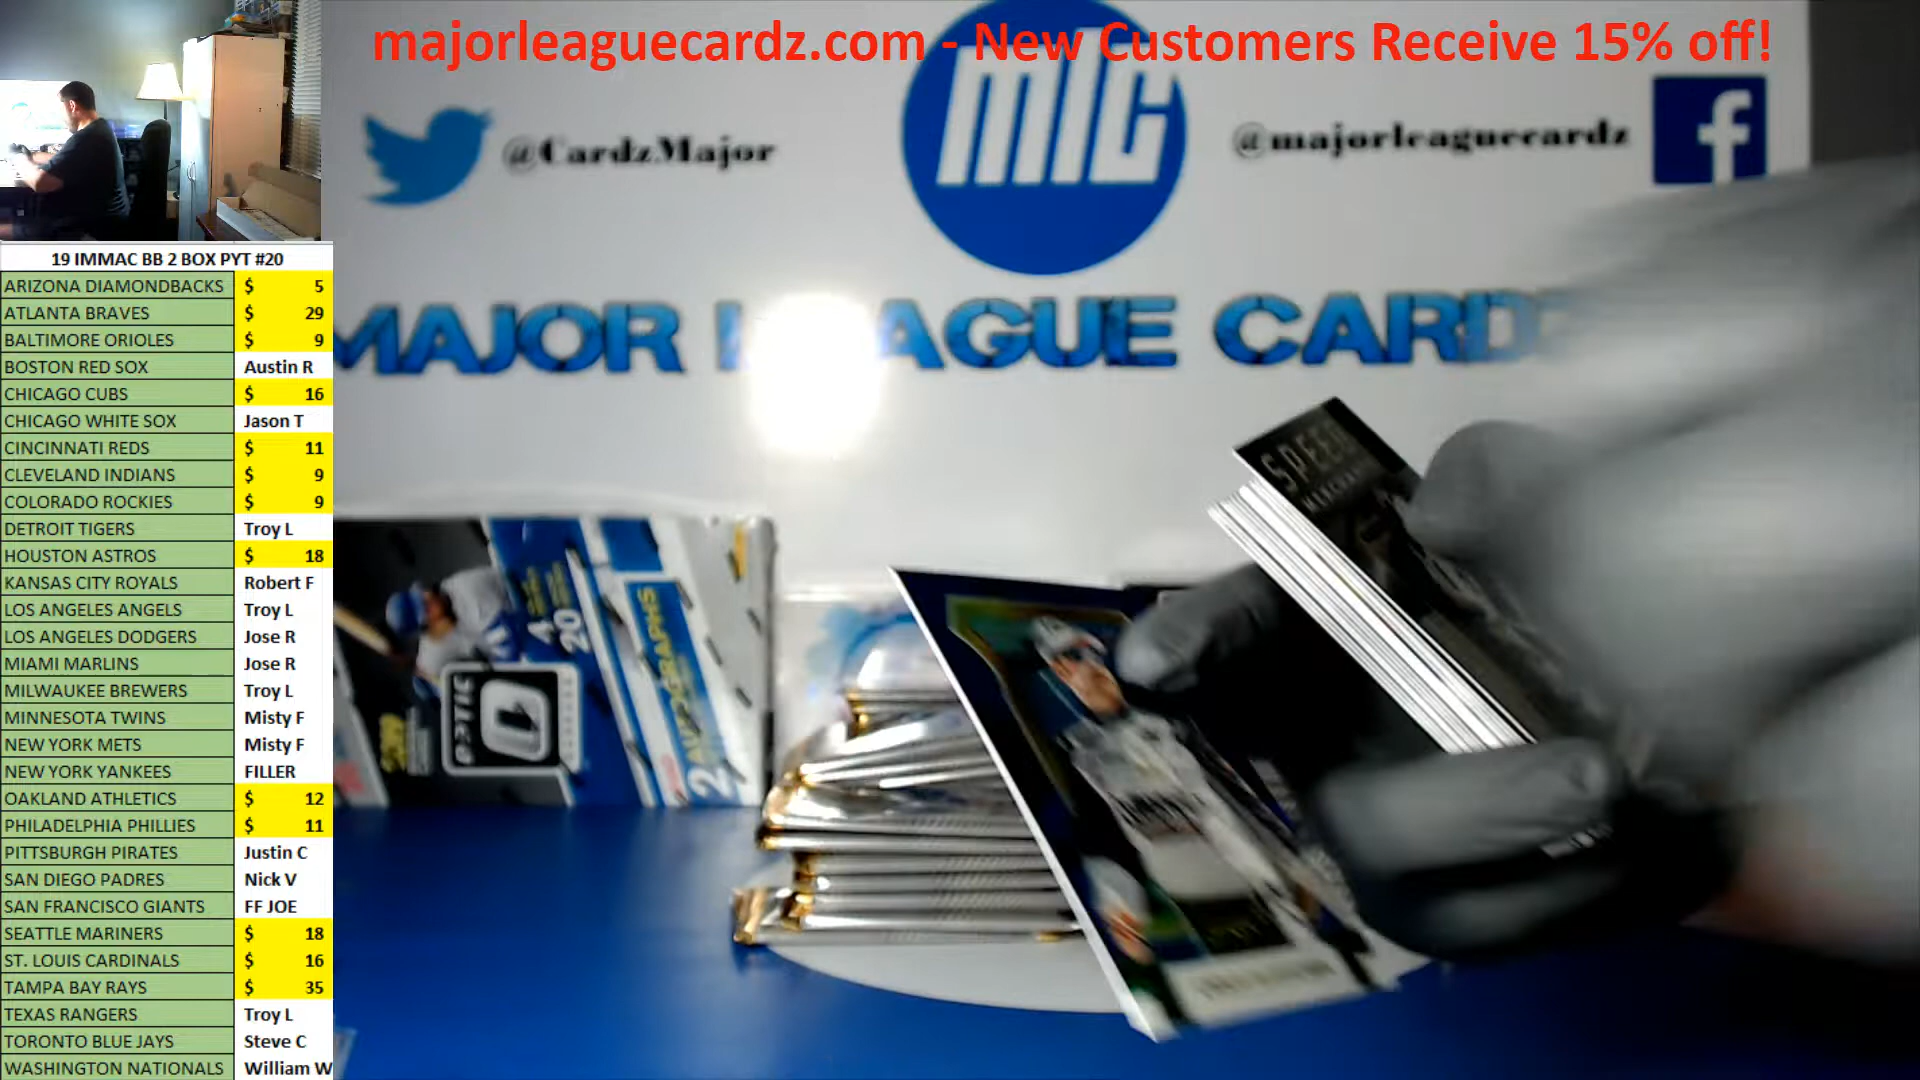 majorleaguecardz.com - New Customers Receive 15% off!
@CardzMajor
MLC
@majorleaguecardz
f
19 IMMAC BB 2 BOX PYT #20
ARIZONA DIAMONDBACKS $ 5
ATLANTA BRAVES $ 29
BALTIMORE ORIOLES $ 9
BOSTON RED SOX Austin R
CHICAGO CUBS $ 16
CHICAGO WHITE SOX Jason T
CINCINNATI REDS $ 11
CLEVELAND INDIANS $ 9
COLORADO ROCKIES $ 9
DETROIT TIGERS Troy L
HOUSTON ASTROS $ 18
KANSAS CITY ROYALS Robert F
LOS ANGELES ANGELS Troy L
LOS ANGELES DODGERS Jose R
MIAMI MARLINS Jose R
MILWAUKEE BREWERS Troy L
MINNESOTA TWINS Misty F
NEW YORK METS Misty F
NEW YORK YANKEES FILLER
OAKLAND ATHLETICS $ 12
PHILADELPHIA PHILLIES $ 11
PITTSBURGH PIRATES Justin C
SAN DIEGO PADRES Nick V
SAN FRANCISCO GIANTS FF JOE
SEATTLE MARINERS $ 18
ST. LOUIS CARDINALS $ 16
TAMPA BAY RAYS $ 35
TEXAS RANGERS Troy L
TORONTO BLUE JAYS Steve C
WASHINGTON NATIONALS William W
MAJOR LEAGUE CARD
SPEED
OPTIC
4
20
2 AUTOGRAPHS